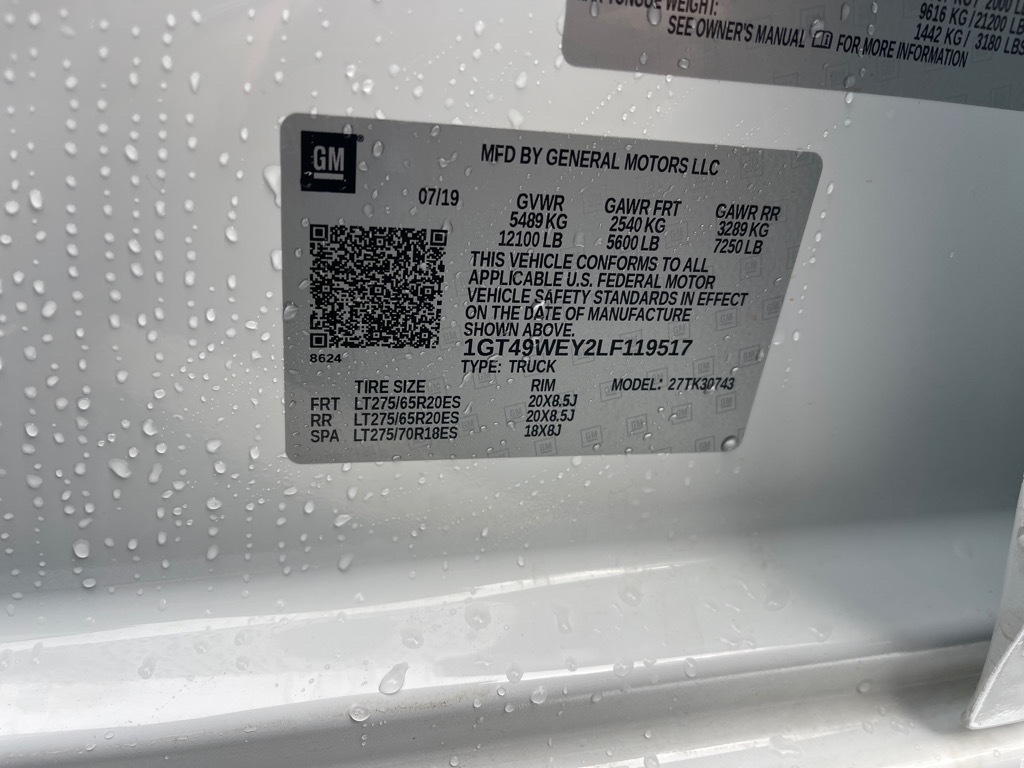 WEIGHT:
9616 KG/21200 LB
SEE OWNER'S MANUAL FOR MORE INFORMATION
1442 KG / 3180 LBS
GM
MFD BY GENERAL MOTORS LLC
07/19
GVWR GAWR FRT GAWR RR
5489 KG 2540 KG 3289 KG
12100 LB 5600 LB 7250 LB
THIS VEHICLE CONFORMS TO ALL
APPLICABLE U.S. FEDERAL MOTOR
VEHICLE SAFETY STANDARDS IN EFFECT
ON THE DATE OF MANUFACTURE
SHOWN ABOVE.
1GT49WEY2LF119517
8624
TYPE: TRUCK
TIRE SIZE RIM MODEL: 27TK30743
FRT LT275/65R20ES 20X8.5J
RR LT275/65R20ES 20X8.5J
SPA LT275/70R18ES 18X8J